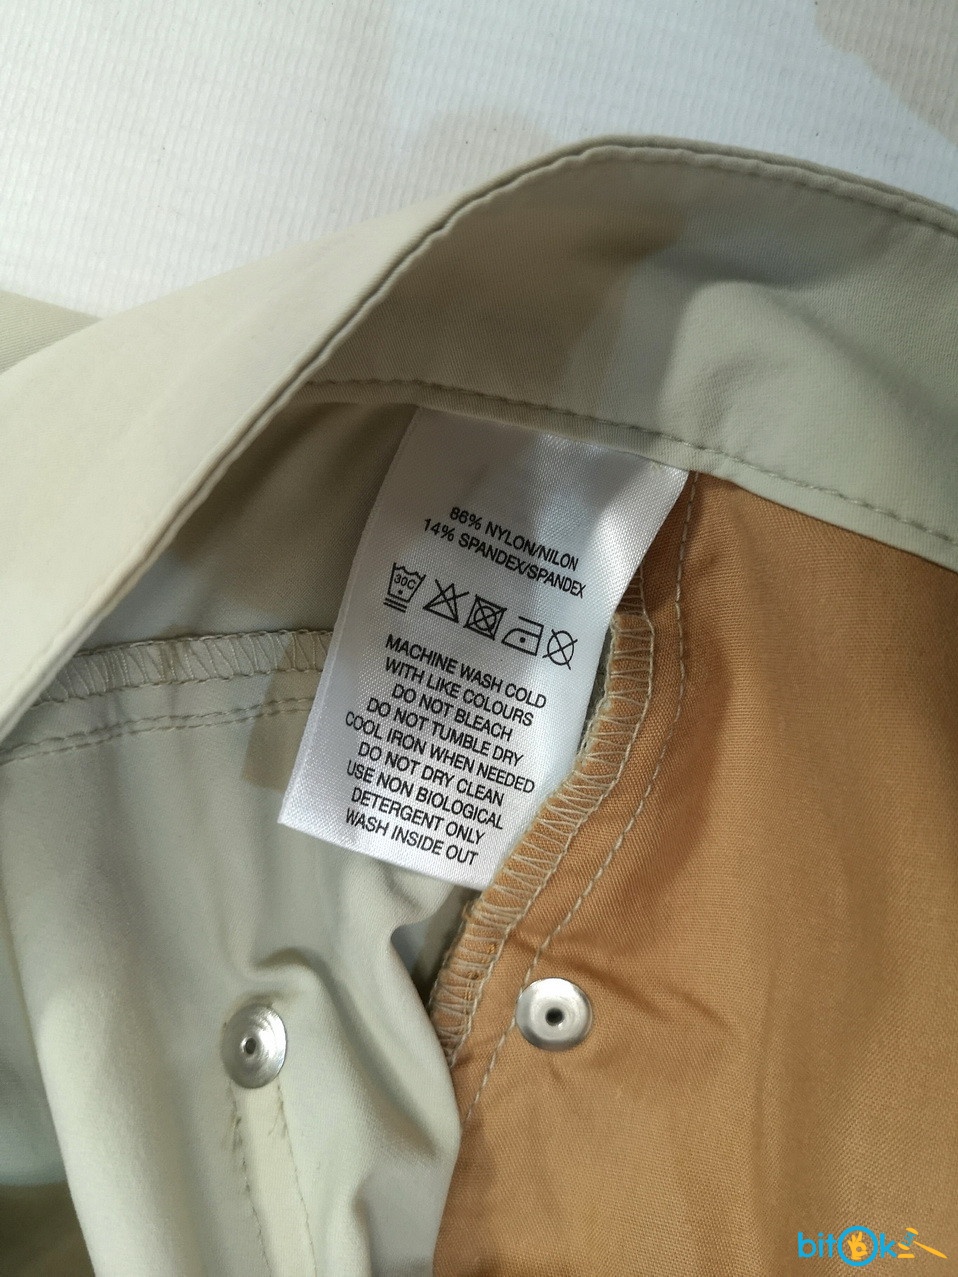 86% NYLON/NILON
14% SPANDEX/SPANDEX
30C
MACHINE WASH COLD
WITH LIKE COLOURS
DO NOT BLEACH
DO NOT TUMBLE DRY
COOL IRON WHEN NEEDED
DO NOT DRY CLEAN
USE NON BIOLOGICAL
DETERGENT ONLY
WASH INSIDE OUT
bitOk